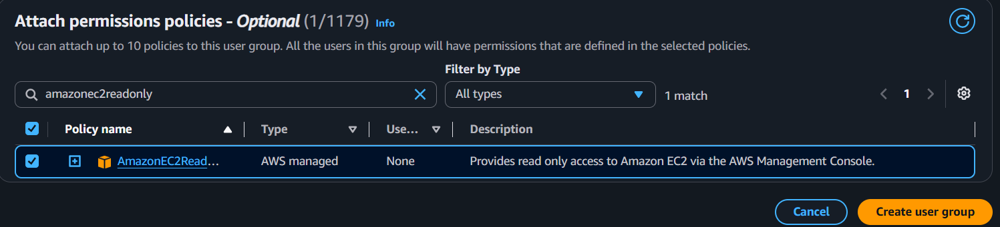 Attach permissions policies - Optional (1/1179) Info
You can attach up to 10 policies to this user group. All the users in this group will have permissions that are defined in the selected policies.
Filter by Type
amazonec2readonly All types 1 match 1
Policy name Type Use... Description
AmazonEC2Read... AWS managed None Provides read only access to Amazon EC2 via the AWS Management Console.
Cancel Create user group